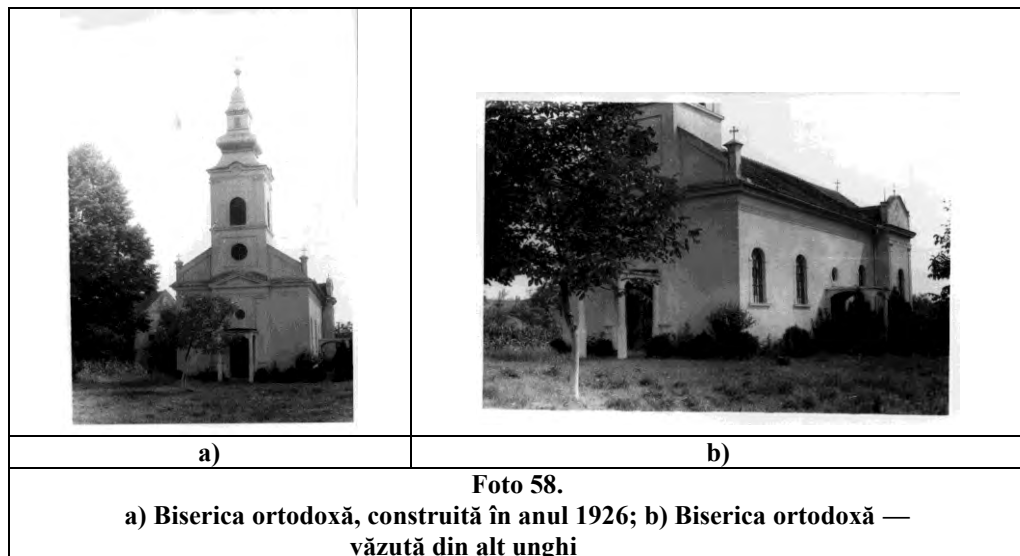 a)
b)
Foto 58.
a) Biserica ortodoxă, construită în anul 1926; b) Biserica ortodoxă —
văzută din alt unghi